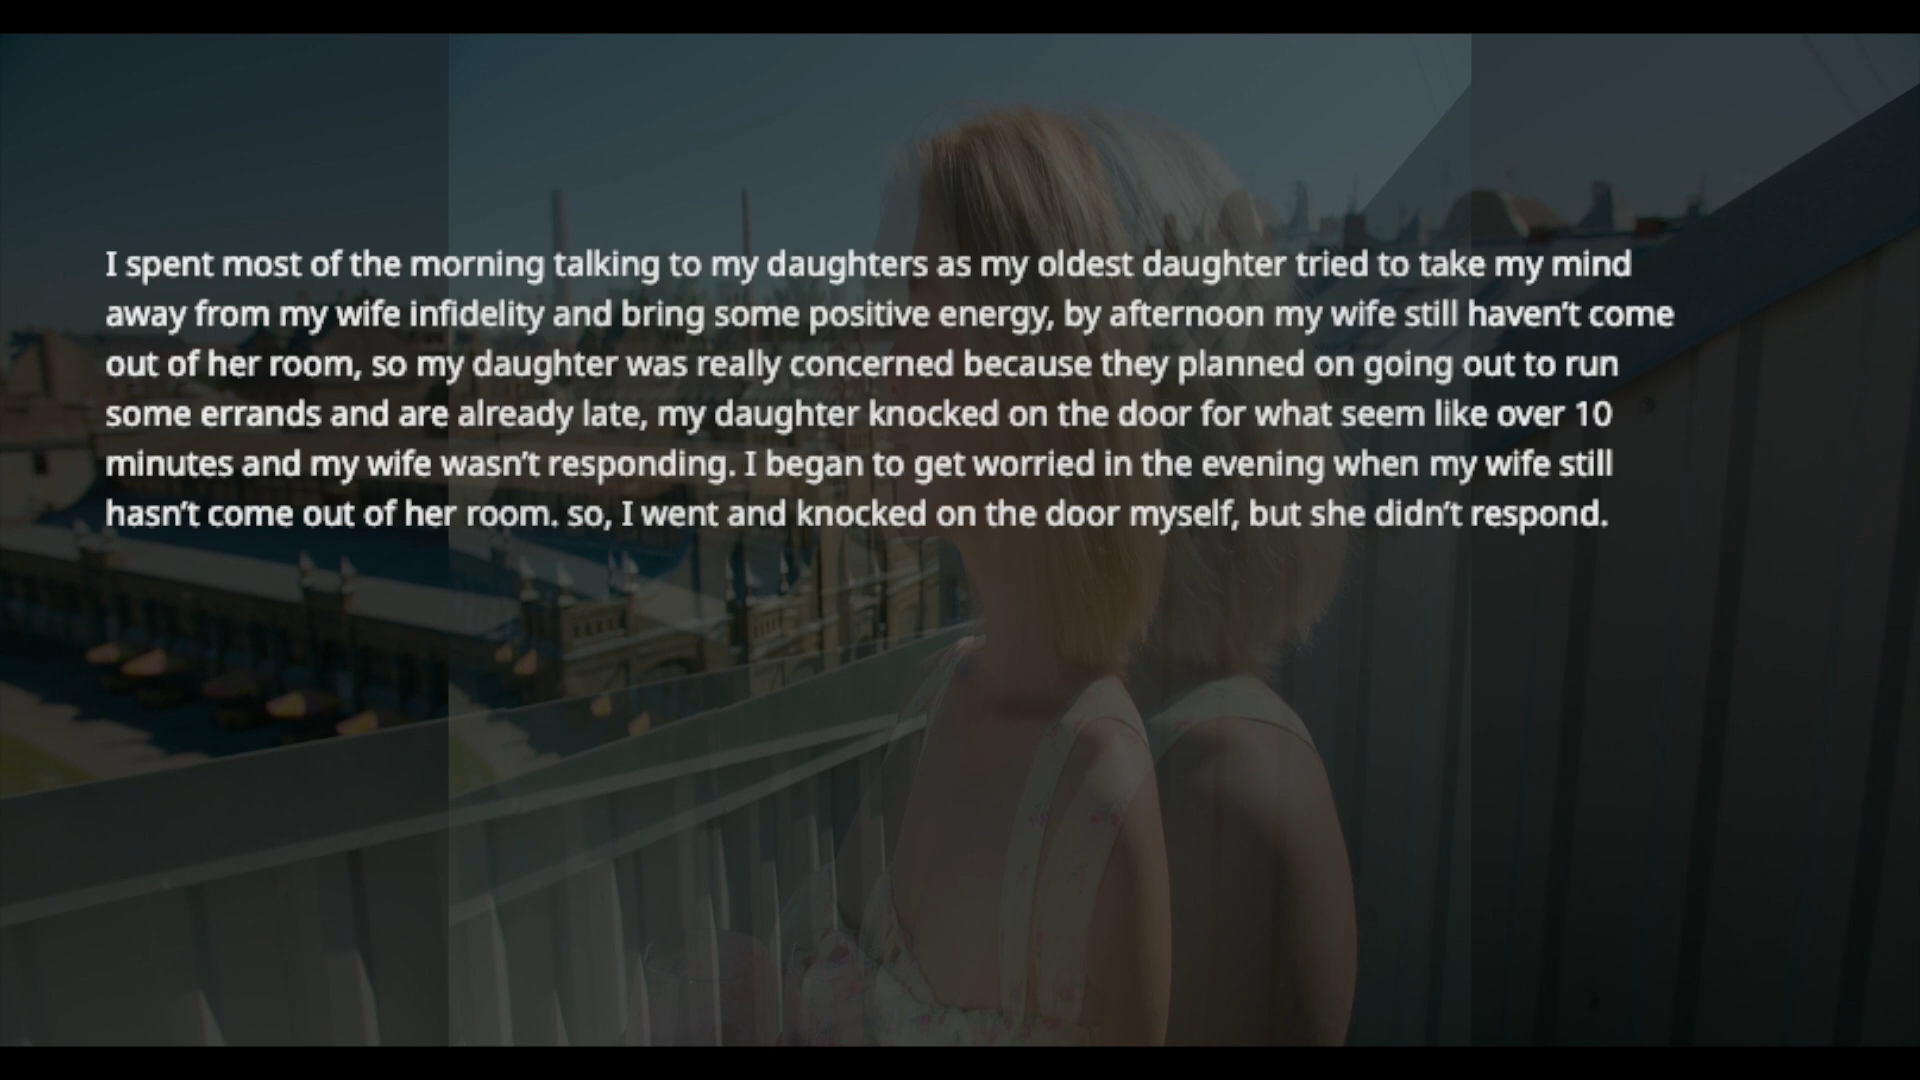 I spent most of the morning talking to my daughters as my oldest daughter tried to take my mind
away from my wife infidelity and bring some positive energy, by afternoon my wife still haven’t come
out of her room, so my daughter was really concerned because they planned on going out to run
some errands and are already late, my daughter knocked on the door for what seem like over 10
minutes and my wife wasn’t responding. I began to get worried in the evening when my wife still
hasn’t come out of her room. so, I went and knocked on the door myself, but she didn’t respond.